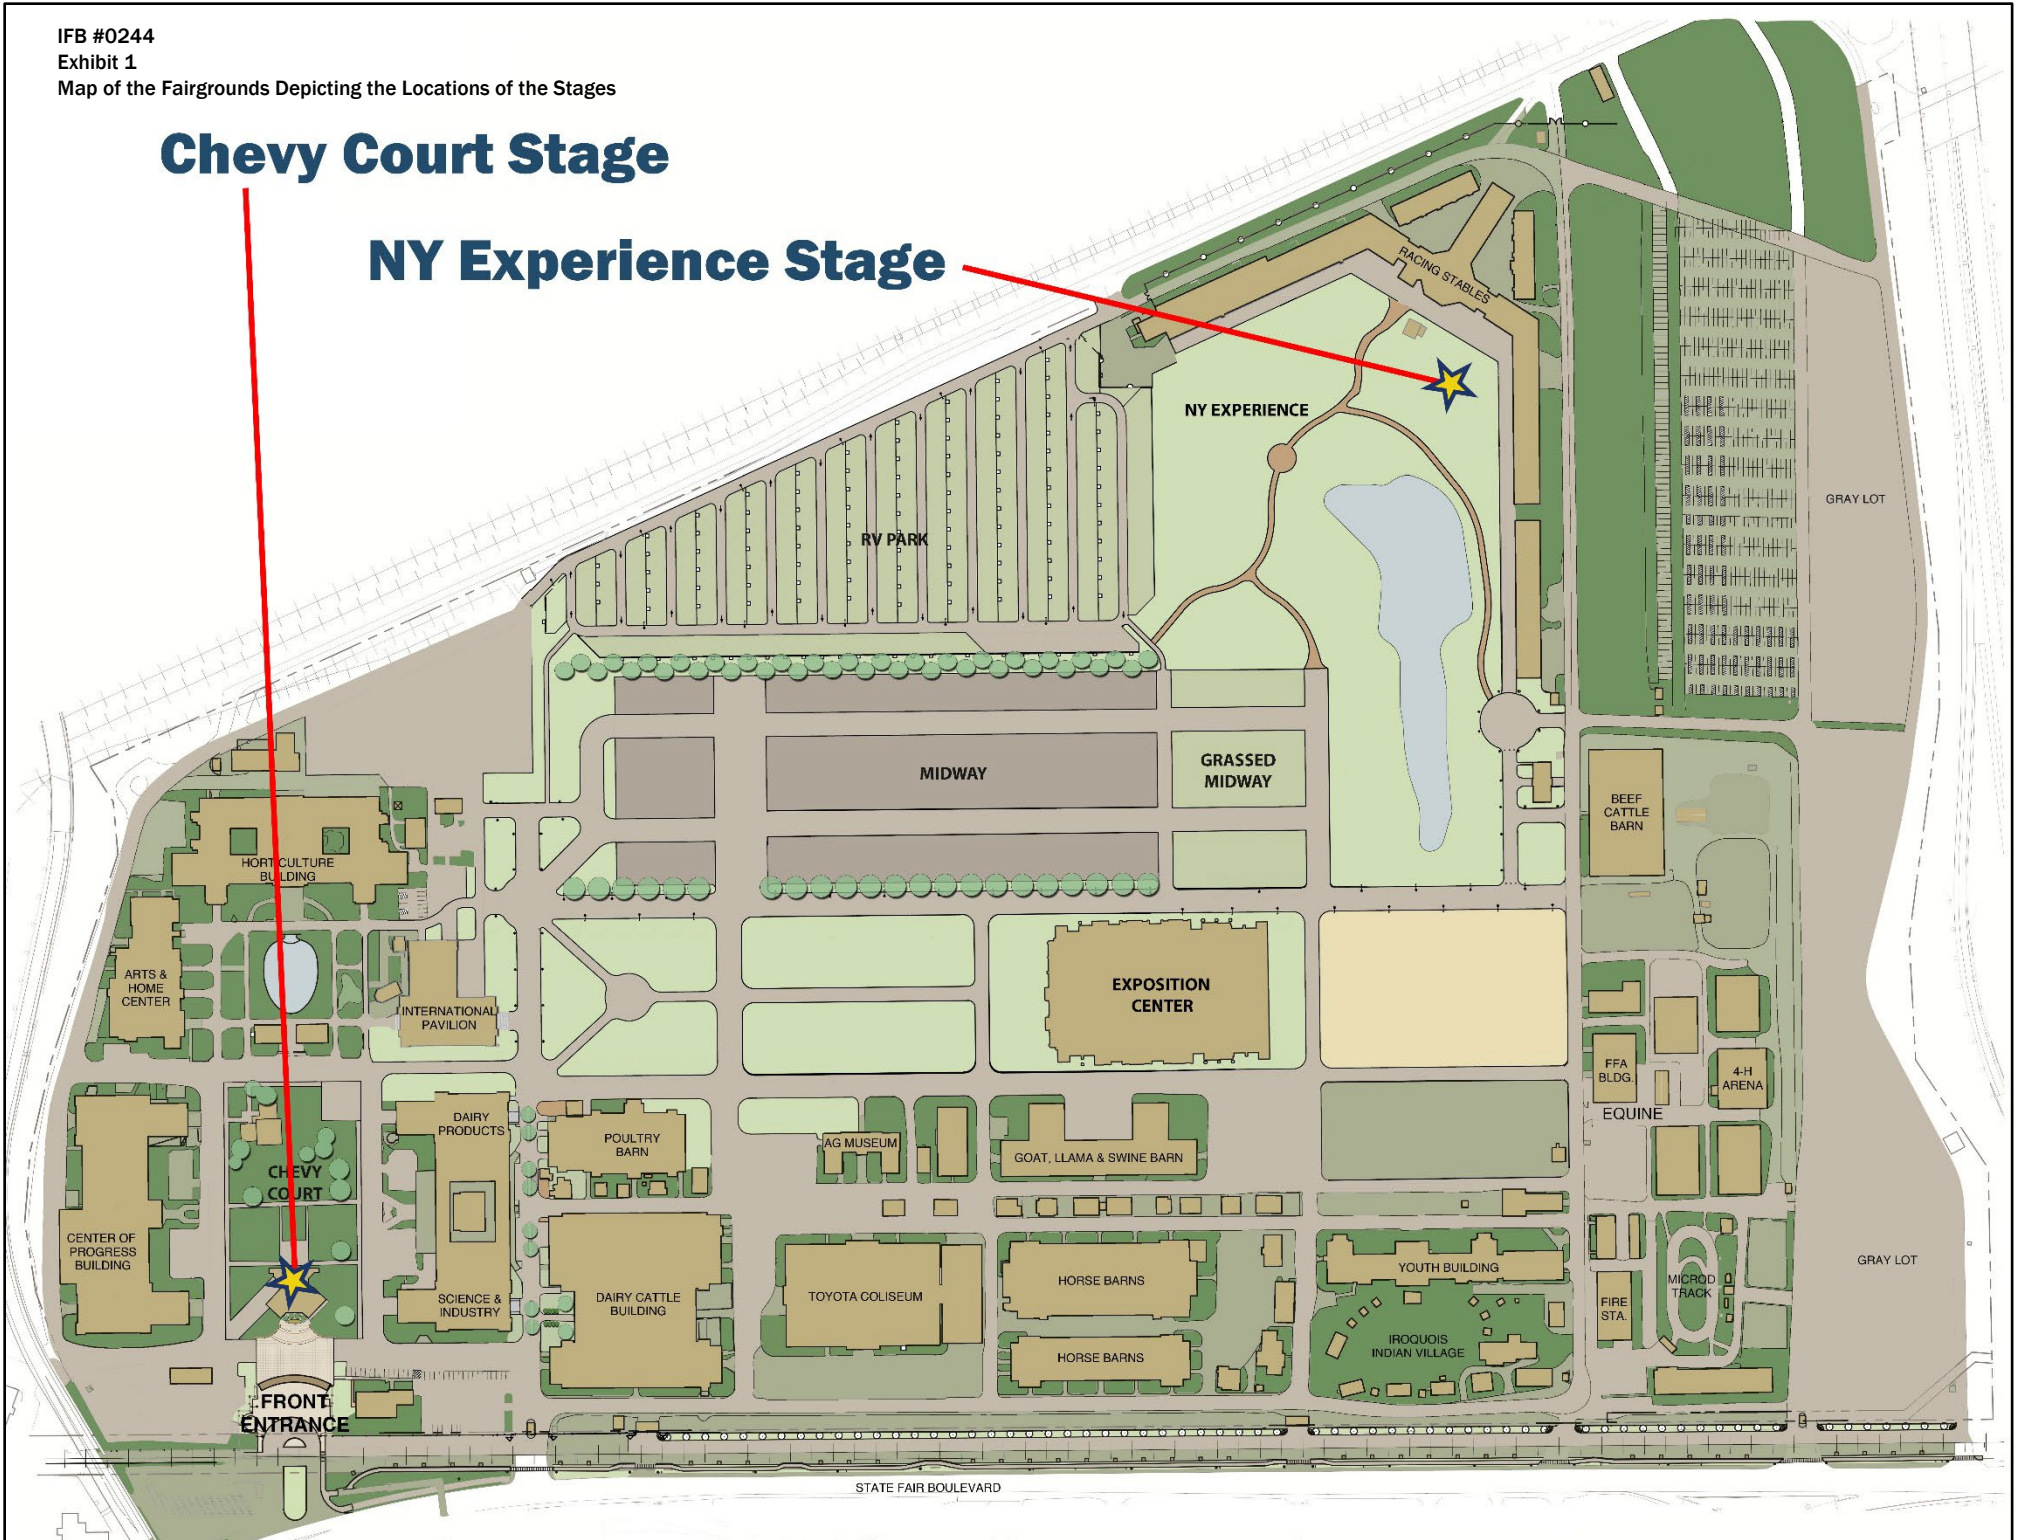 IFB #0244
Exhibit 1
Map of the Fairgrounds Depicting the Locations of the Stages
Chevy Court Stage
NY Experience Stage
RACING STABLES
NY EXPERIENCE
GRAY LOT
RV PARK
MIDWAY
GRASSED
MIDWAY
BEEF
CATTLE
BARN
HORTICULTURE
BUILDING
ARTS &
HOME
CENTER
INTERNATIONAL
PAVILION
EXPOSITION
CENTER
FFA
BLDG.
4-H
ARENA
EQUINE
DAIRY
PRODUCTS
POULTRY
BARN
AG MUSEUM
GOAT, LLAMA & SWINE BARN
CHEVY
COURT
CENTER OF
PROGRESS
BUILDING
SCIENCE &
INDUSTRY
DAIRY CATTLE
BUILDING
TOYOTA COLISEUM
HORSE BARNS
HORSE BARNS
YOUTH BUILDING
IROQUOIS
INDIAN VILLAGE
FIRE
STA.
MICROD
TRACK
GRAY LOT
FRONT
ENTRANCE
STATE FAIR BOULEVARD